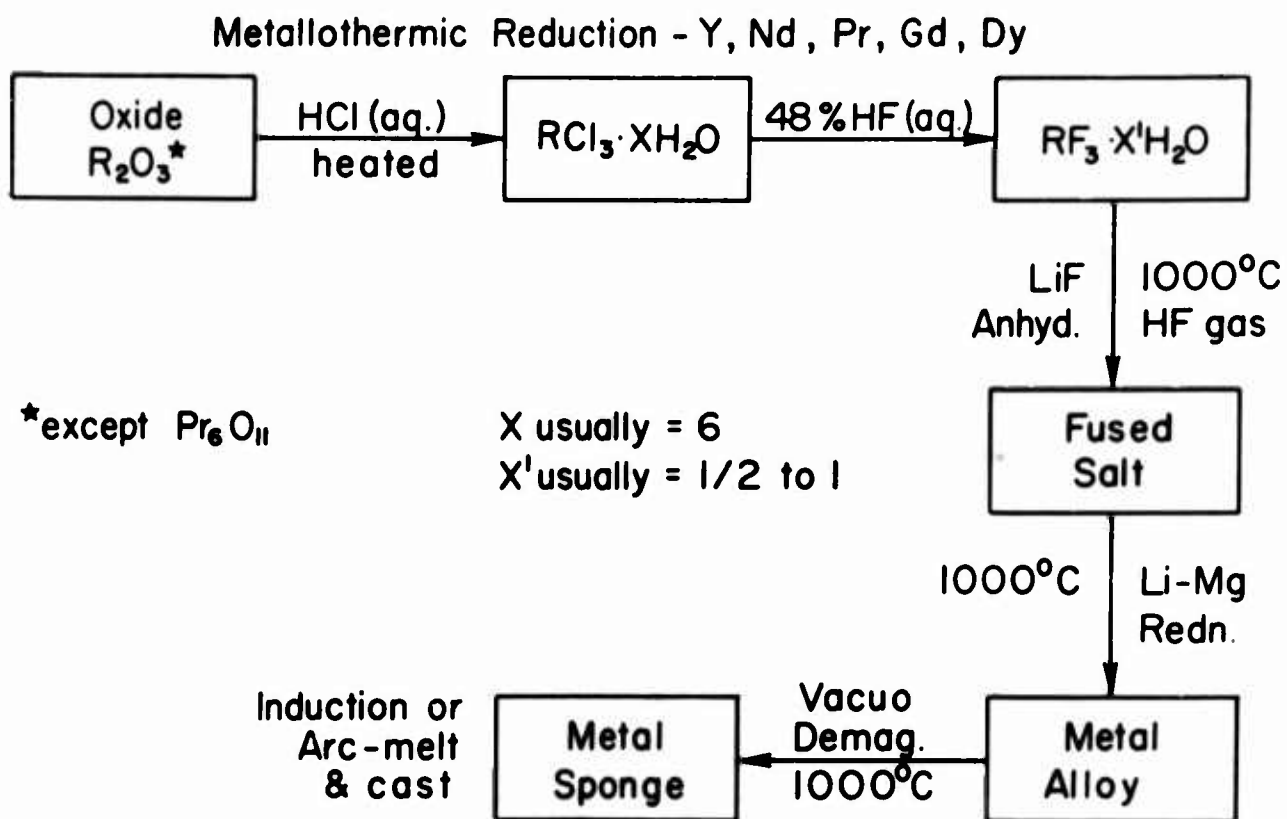 Metallothermic Reduction - Y, Nd, Pr, Gd, Dy
Oxide
R₂O₃*
HCl (aq.)
heated
RCl₃·XH₂O
48%HF(aq.)
RF₃·X'H₂O
LiF
Anhyd.
1000°C
HF gas
*except Pr₆O₁₁
X usually = 6
X' usually = 1/2 to 1
Fused
Salt
1000°C
Li-Mg
Redn.
Metal
Alloy
Vacuo
Demag.
1000°C
Metal
Sponge
Induction or
Arc-melt
& cast